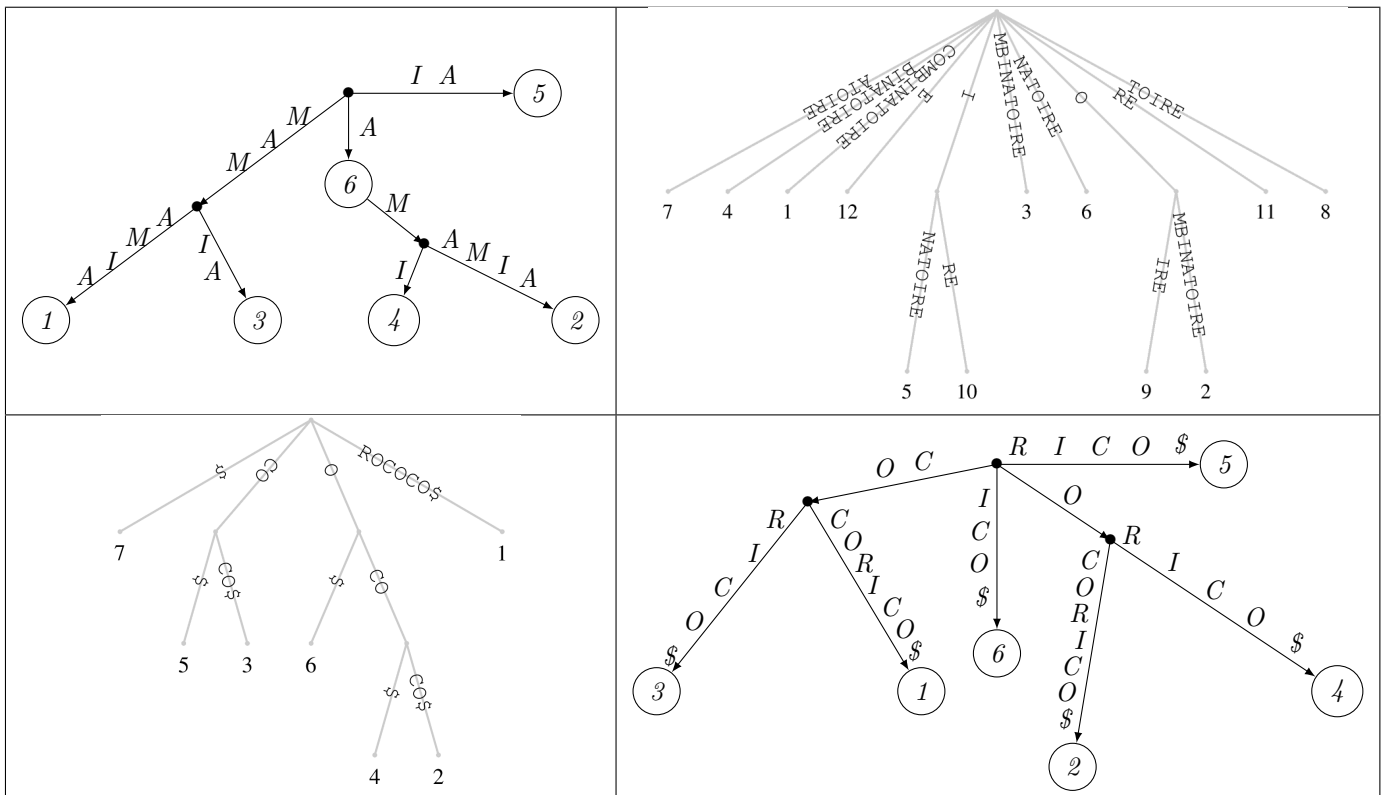 I A
5
M A M
A
6
M
A M I A
I A
I
A M I A
1
3
4
2
ATOIRE
BINATOIRE
COMBINATOIRE
E
I
MBINATOIRE
NATOIRE
O
RE
TOIRE
7
4
1
12
3
6
11
8
NATOIRE
RE
IRE
MBINATOIRE
5
10
9
2
$
CO
O
ROCOCO$
7
1
$
CO$
$
CO
5
3
6
$
CO$
4
2
R I C O $
5
C O
I C O $
O
6
R I C O $
C O R I C O $
C O R I C O $
R I C O $
3
1
2
4